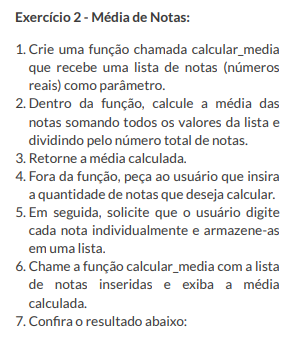 Exercício 2 - Média de Notas:
1. Crie uma função chamada calcular_media
que recebe uma lista de notas (números
reais) como parâmetro.
2. Dentro da função, calcule a média das
notas somando todos os valores da lista e
dividindo pelo número total de notas.
3. Retorne a média calculada.
4. Fora da função, peça ao usuário que insira
a quantidade de notas que deseja calcular.
5. Em seguida, solicite que o usuário digite
cada nota individualmente e armazene-as
em uma lista.
6. Chame a função calcular_media com a lista
de notas inseridas e exiba a média
calculada.
7. Confira o resultado abaixo: